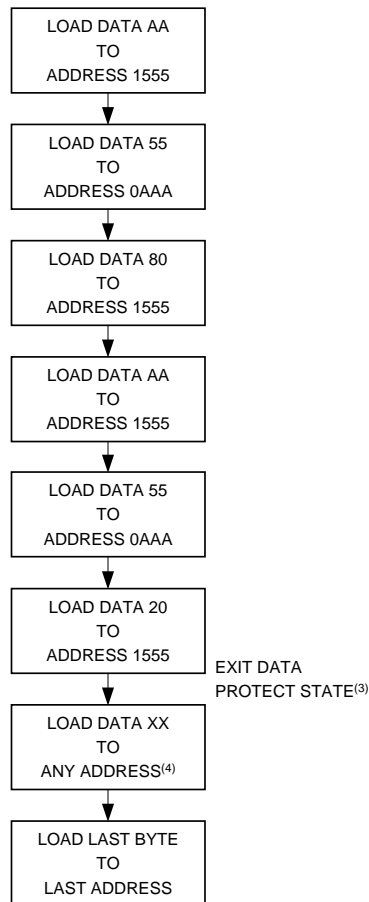 LOAD DATA AA
TO
ADDRESS 1555
LOAD DATA 55
TO
ADDRESS 0AAA
LOAD DATA 80
TO
ADDRESS 1555
LOAD DATA AA
TO
ADDRESS 1555
LOAD DATA 55
TO
ADDRESS 0AAA
LOAD DATA 20
TO
ADDRESS 1555
EXIT DATA
PROTECT STATE(3)
LOAD DATA XX
TO
ANY ADDRESS(4)
LOAD LAST BYTE
TO
LAST ADDRESS